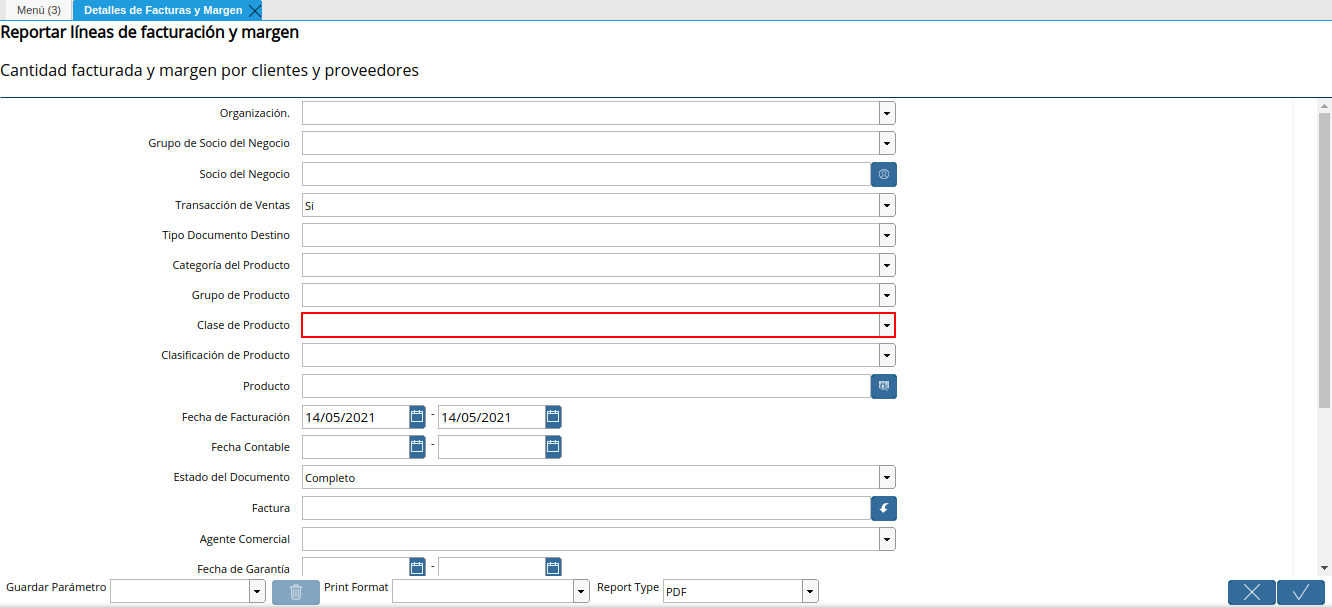 Menú (3) Detalles de Facturas y Margen
Reportar líneas de facturación y margen
Cantidad facturada y margen por clientes y proveedores
Organización.
Grupo de Socio del Negocio
Socio del Negocio
Transacción de Ventas Si
Tipo Documento Destino
Categoría del Producto
Grupo de Producto
Clase de Producto
Clasificación de Producto
Producto
Fecha de Facturación 14/05/2021 - 14/05/2021
Fecha Contable -
Estado del Documento Completo
Factura
Agente Comercial
Fecha de Garantía -
Guardar Parámetro Print Format Report Type PDF